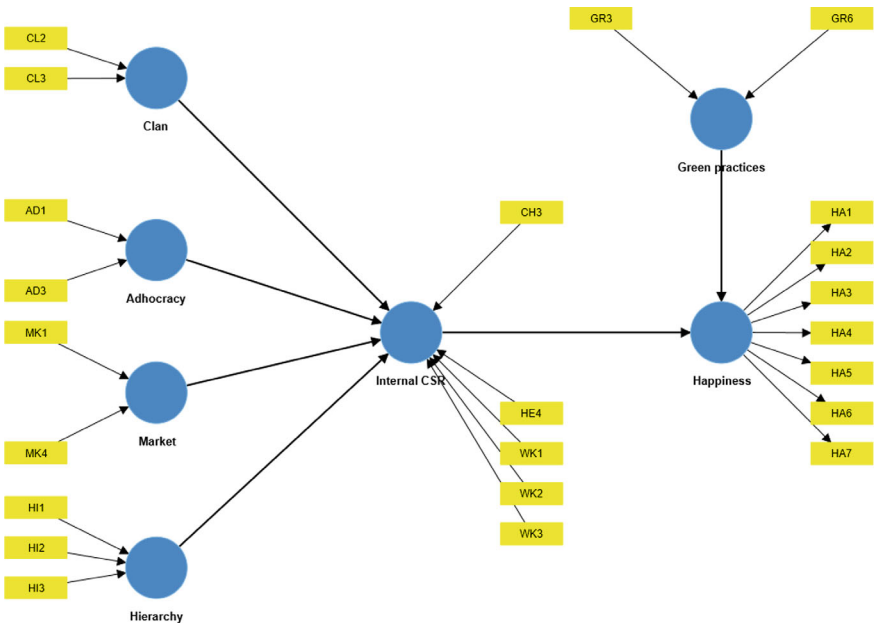 GR3
GR6
CL2
CL3
Clan
Green practices
AD1
AD3
Adhocracy
CH3
HA1
HA2
HA3
HA4
HA5
HA6
HA7
MK1
MK4
Market
Internal CSR
Happiness
HE4
WK1
WK2
WK3
HI1
HI2
HI3
Hierarchy